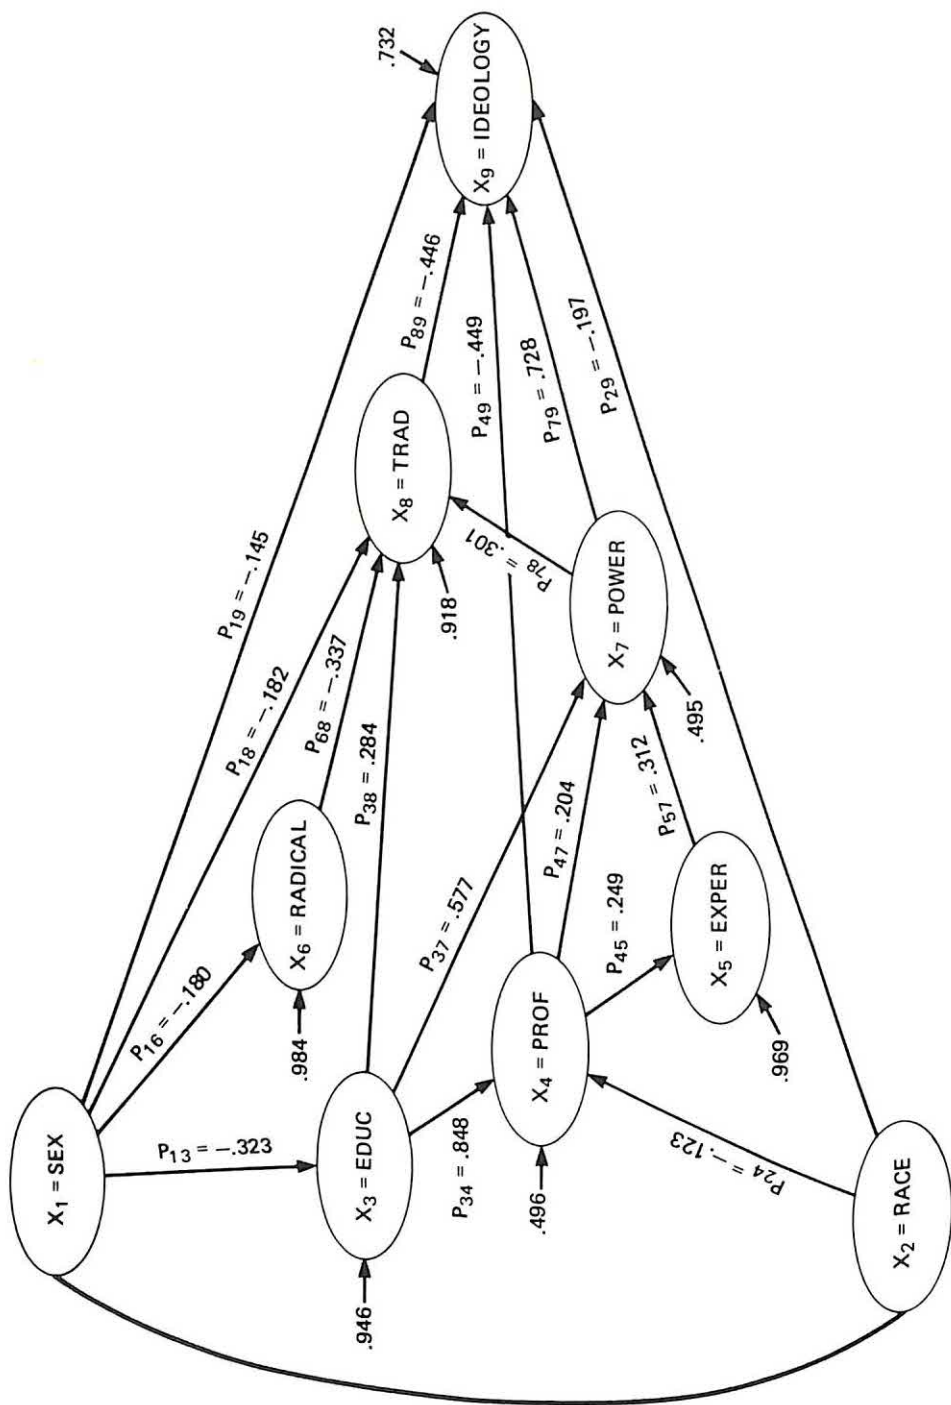 X1 = SEX
P19 = -.145
.732
X9 = IDEOLOGY
P18 = -.182
P16 = -.180
P68 = -.337
P89 = -.446
X6 = RADICAL
.984
X8 = TRAD
.918
P13 = -.323
P38 = .284
P49 = -.449
X3 = EDUC
.946
P37 = .577
P78 = .301
P79 = .728
P34 = .848
P47 = .204
X7 = POWER
.495
X4 = PROF
.496
P45 = .249
P57 = .312
P29 = -.197
X5 = EXPER
.969
P24 = -.123
X2 = RACE